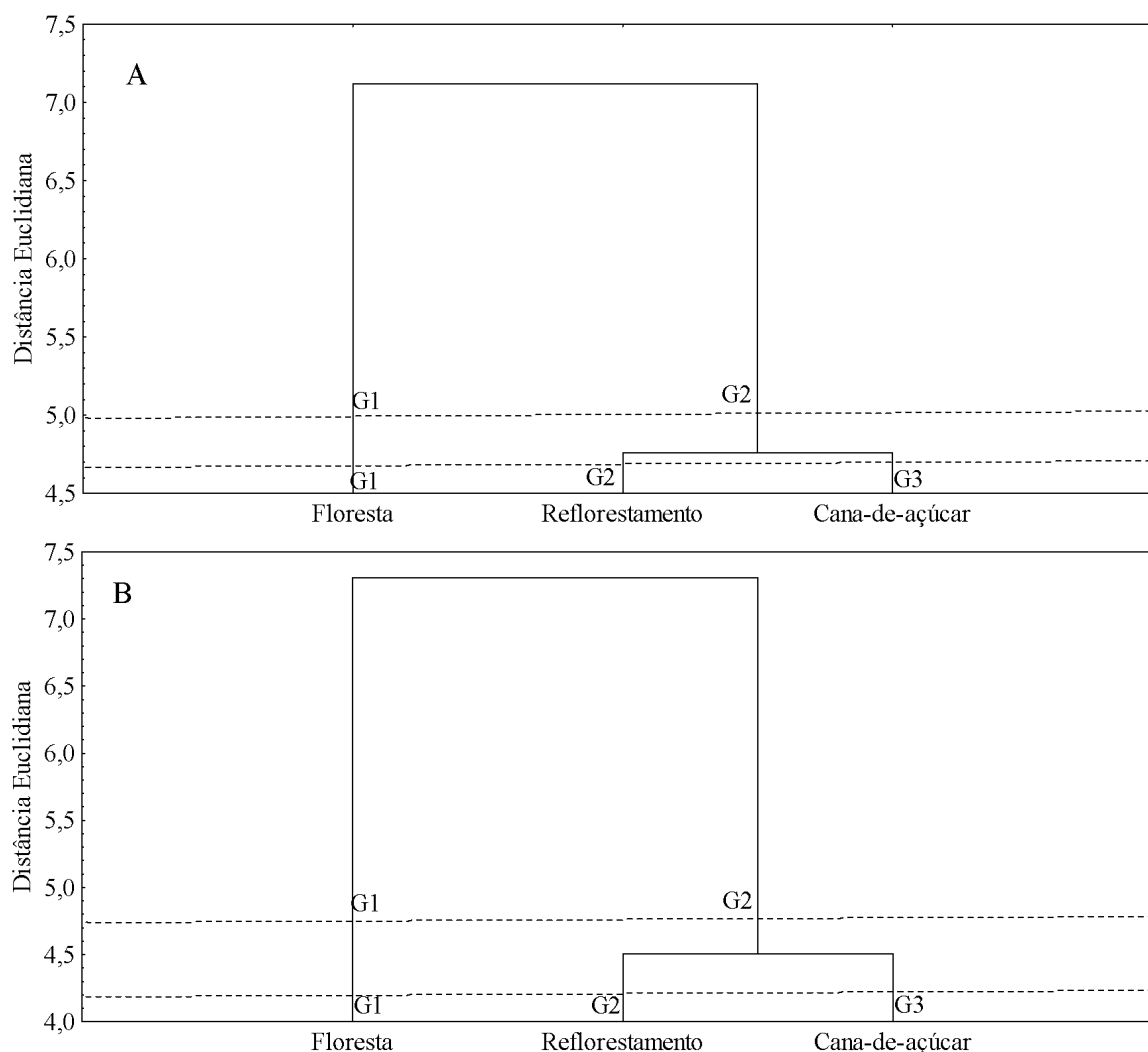 7,5
A
7,0
6,5
6,0
5,5
5,0
4,5
Distância Euclidiana
G1 G2
G1 G2 G3
Floresta Reflorestamento Cana-de-açúcar
7,5
B
7,0
6,5
6,0
5,5
5,0
4,5
4,0
Distância Euclidiana
G1 G2
G1 G2 G3
Floresta Reflorestamento Cana-de-açúcar